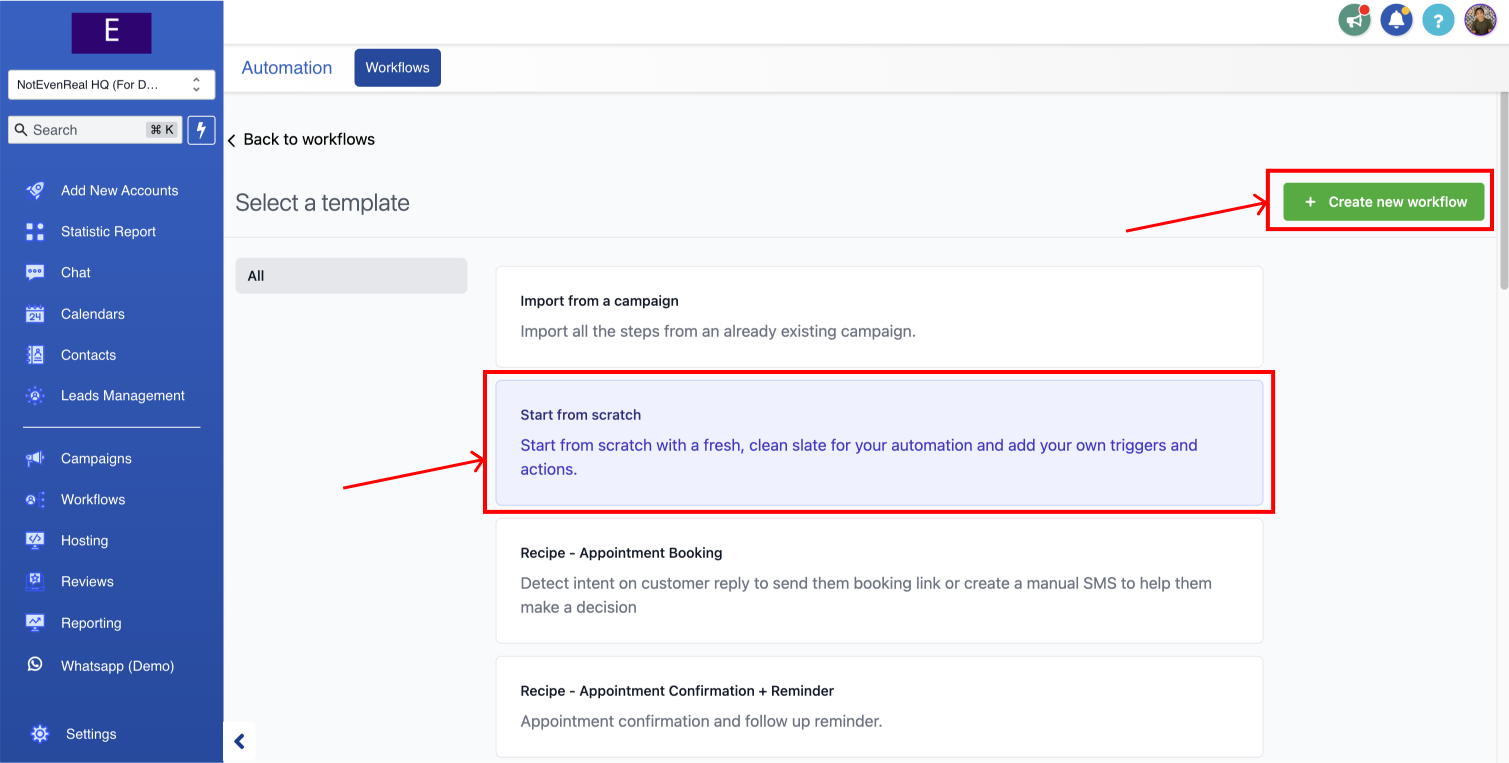 E
NotEvenReal HQ (For D...
Search ⌘ K
Add New Accounts
Statistic Report
Chat
24
Calendars
Contacts
Leads Management
Campaigns
Workflows
Hosting
Reviews
Reporting
Whatsapp (Demo)
Settings
?
Automation
Workflows
Back to workflows
Select a template
+ Create new workflow
All
Import from a campaign
Import all the steps from an already existing campaign.
Start from scratch
Start from scratch with a fresh, clean slate for your automation and add your own triggers and
actions.
Recipe - Appointment Booking
Detect intent on customer reply to send them booking link or create a manual SMS to help them
make a decision
Recipe - Appointment Confirmation + Reminder
Appointment confirmation and follow up reminder.